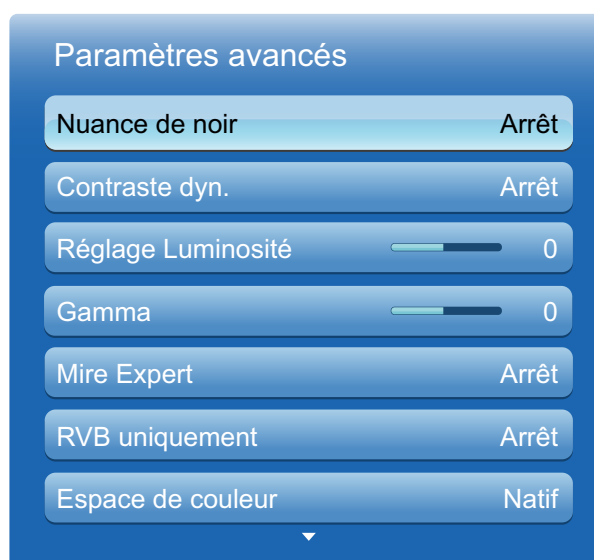 Paramètres avancés
Nuance de noir Arrêt
Contraste dyn. Arrêt
Réglage Luminosité 0
Gamma 0
Mire Expert Arrêt
RVB uniquement Arrêt
Espace de couleur Natif